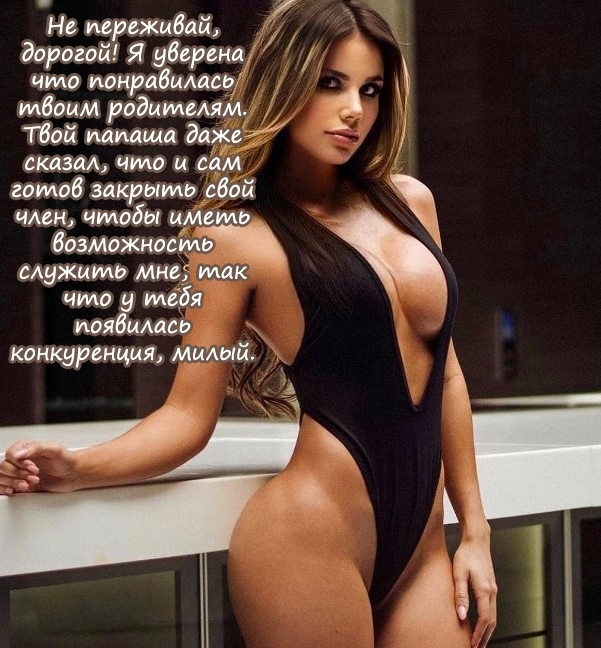 Не переживай,
дорогой! Я уверена
что понравилась
твоим родителям.
Твой папаша даже
сказал, что и сам
готов закрыть свой
член, чтобы иметь
возможность
служить мне, так
что у тебя
появилась
конкуренция, милый.